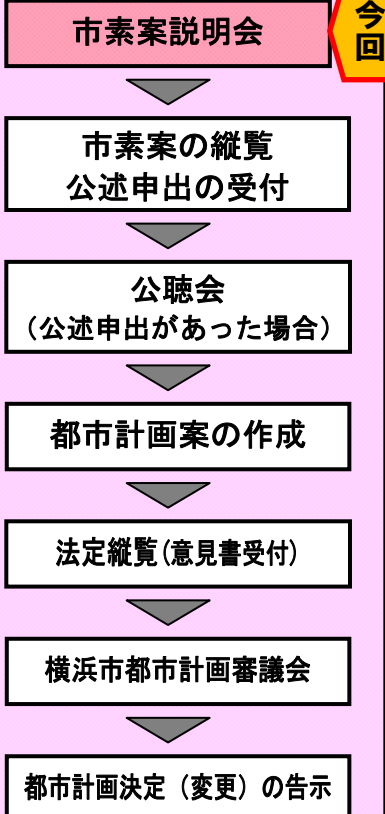 市素案説明会
今回
市素案の縦覧
公述申出の受付
公聴会
（公述申出があった場合）
都市計画案の作成
法定縦覧(意見書受付)
横浜市都市計画審議会
都市計画決定（変更）の告示